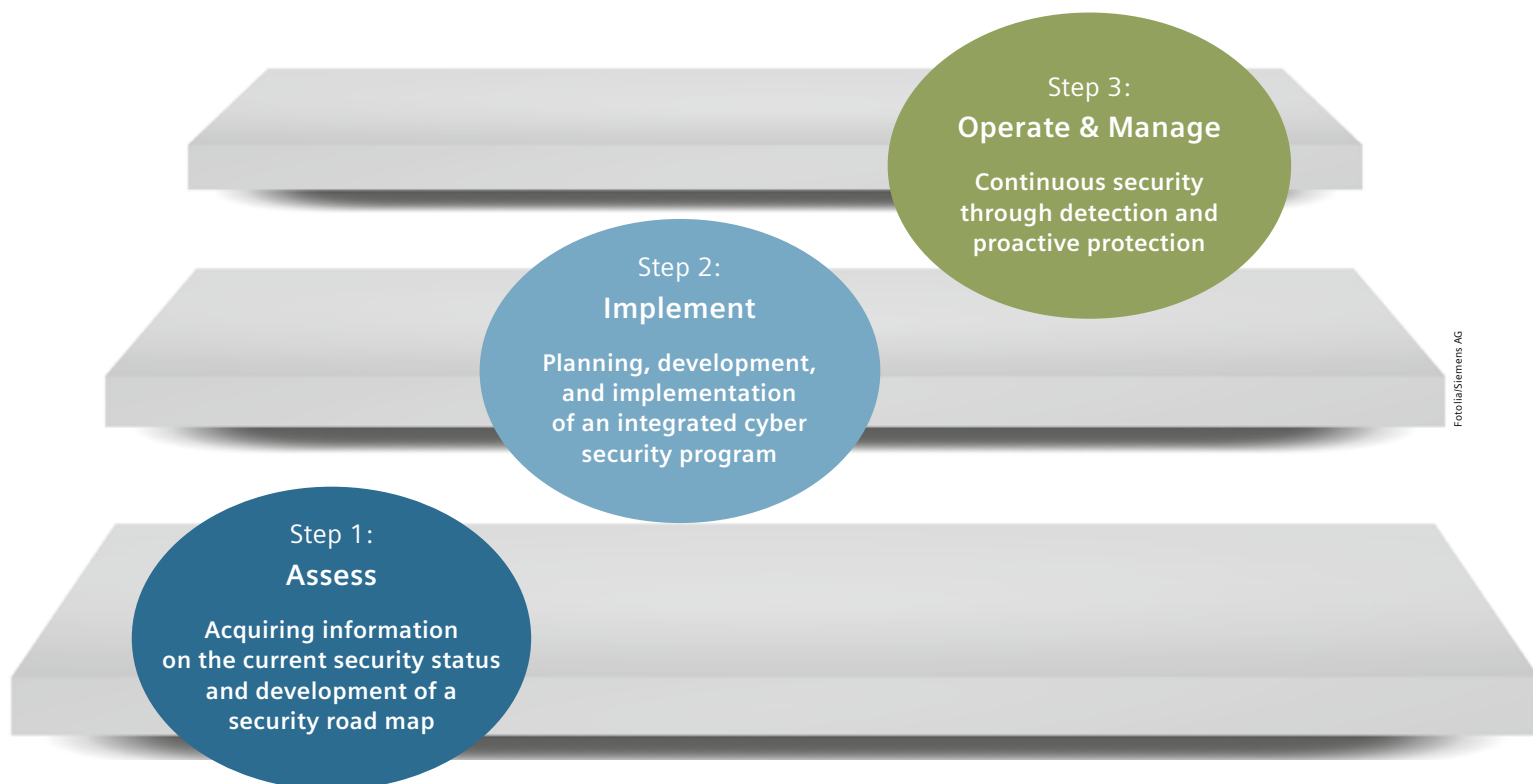 Step 3:
Operate & Manage
Continuous security
through detection and
proactive protection
Step 2:
Implement
Planning, development,
and implementation
of an integrated cyber
security program
Fotolia/Siemens AG
Step 1:
Assess
Acquiring information
on the current security status
and development of a
security road map